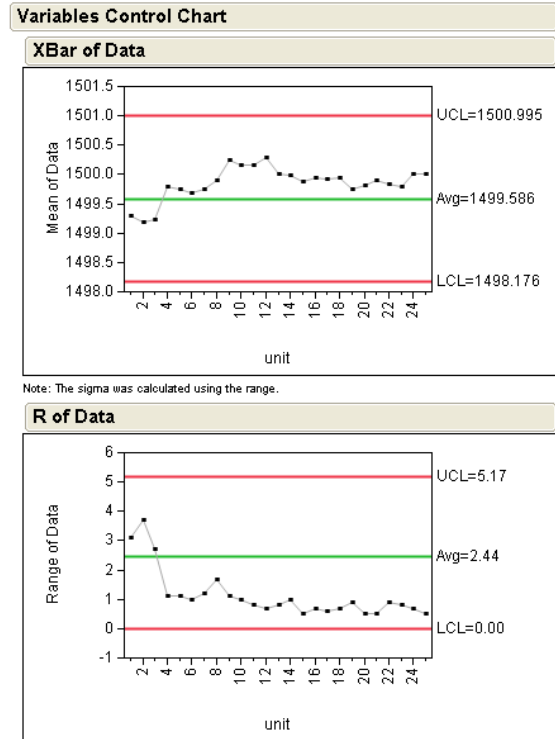 Variables Control Chart
XBar of Data
1501.5
1501.0
1500.5
1500.0
1499.5
1499.0
1498.5
1498.0
Mean of Data
UCL=1500.995
Avg=1499.586
LCL=1498.176
2 4 6 8 10 12 14 16 18 20 22 24
unit
Note: The sigma was calculated using the range.
R of Data
6
5
4
3
2
1
0
-1
Range of Data
UCL=5.17
Avg=2.44
LCL=0.00
2 4 6 8 10 12 14 16 18 20 22 24
unit